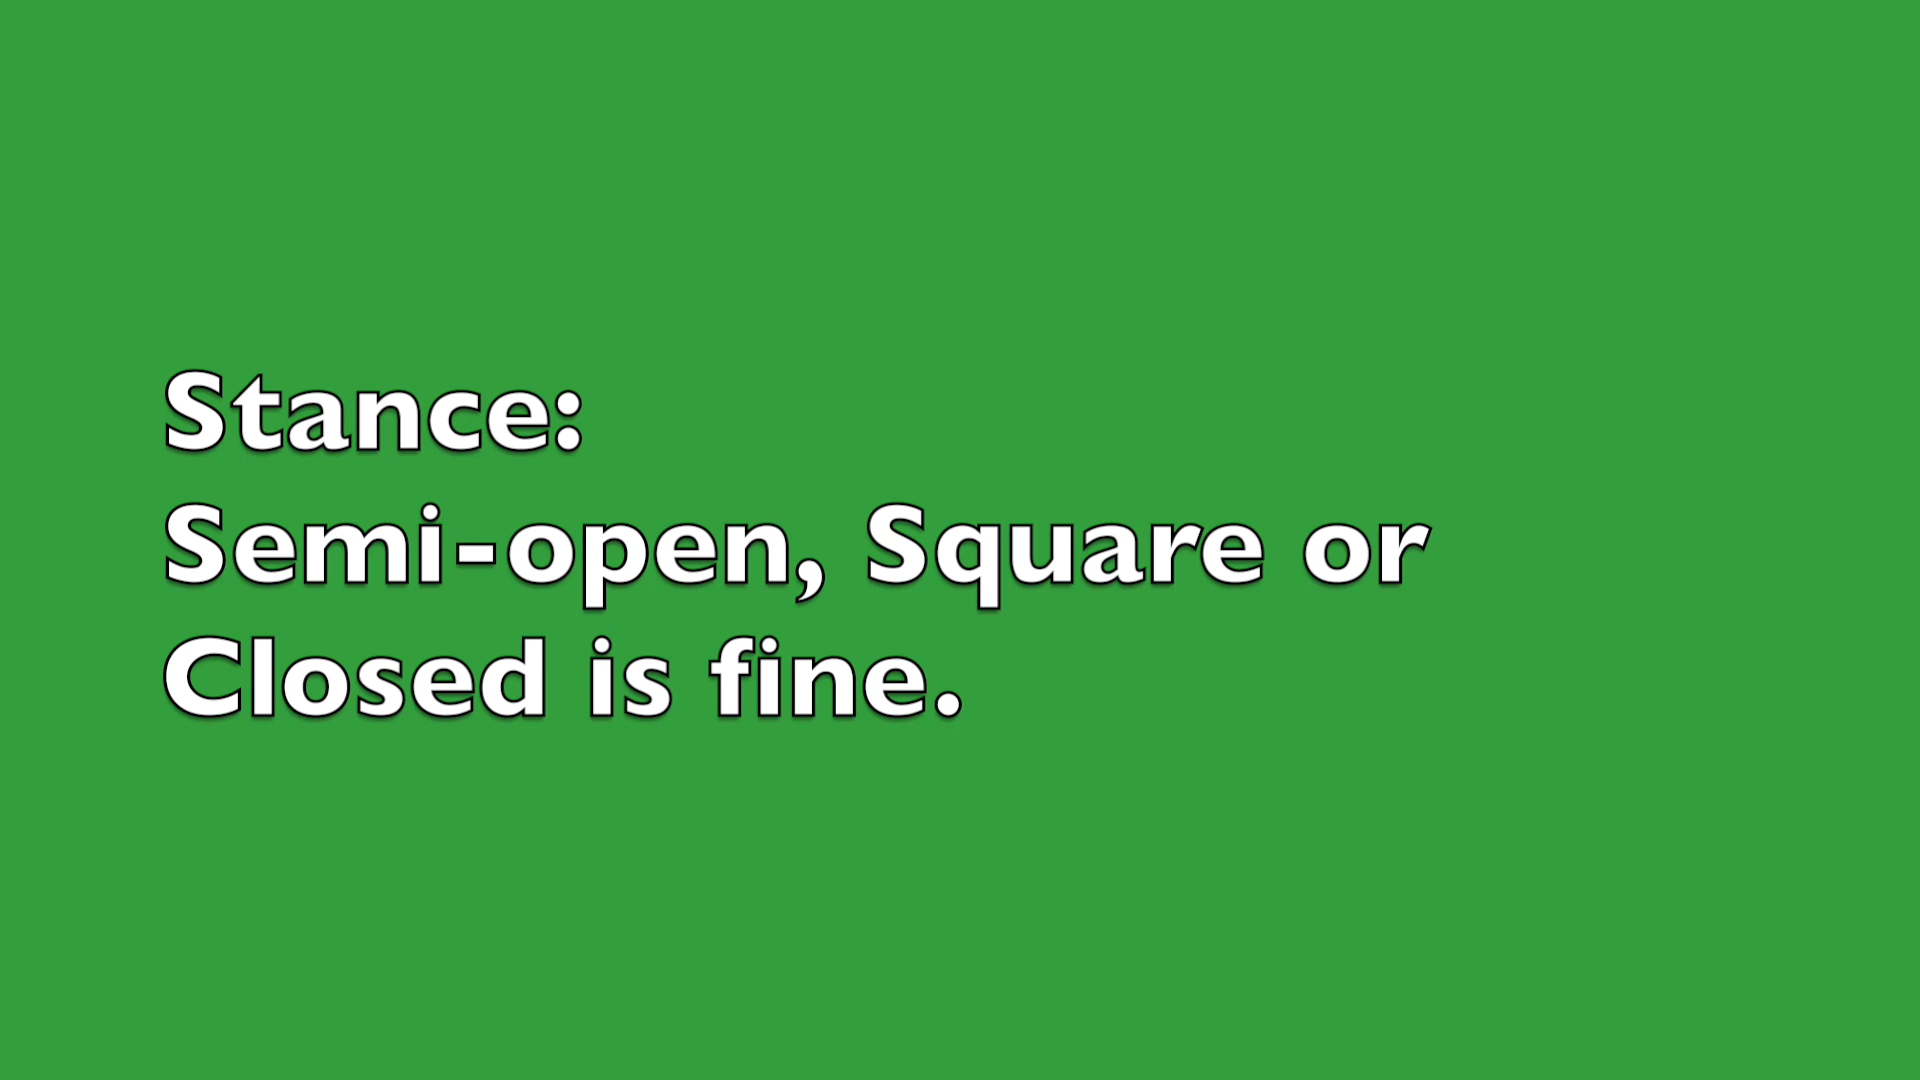 Stance:
Semi-open, Square or
Closed is fine.